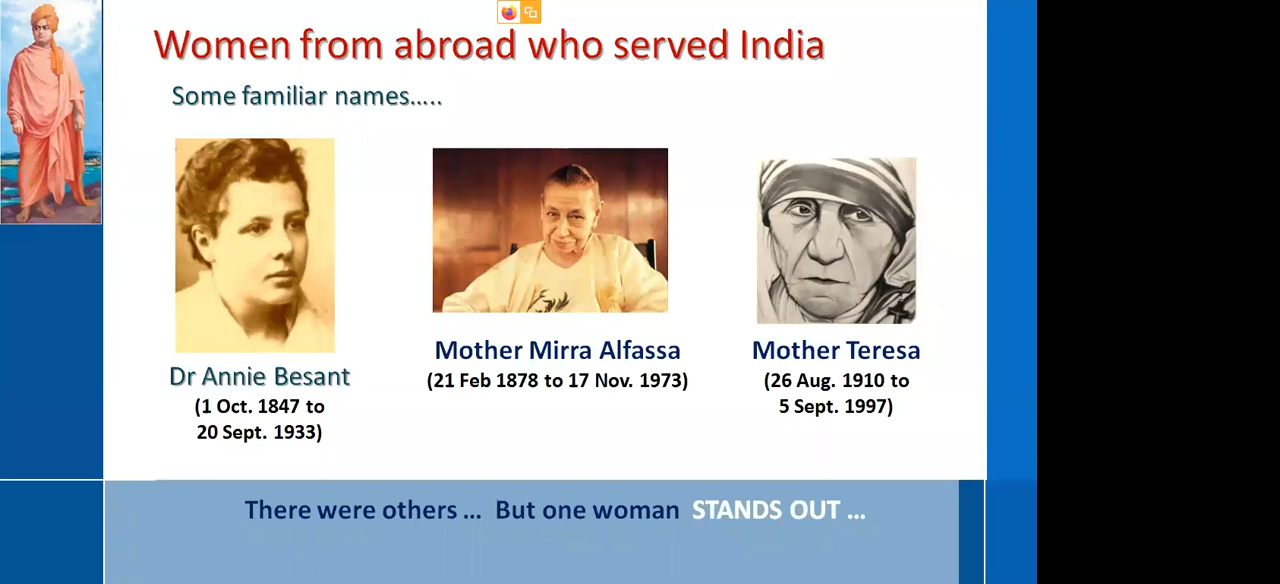 Women from abroad who served India
Some familiar names.....
Dr Annie Besant
(1 Oct. 1847 to
20 Sept. 1933)
Mother Mirra Alfassa
(21 Feb 1878 to 17 Nov. 1973)
Mother Teresa
(26 Aug. 1910 to
5 Sept. 1997)
There were others ... But one woman STANDS OUT ...